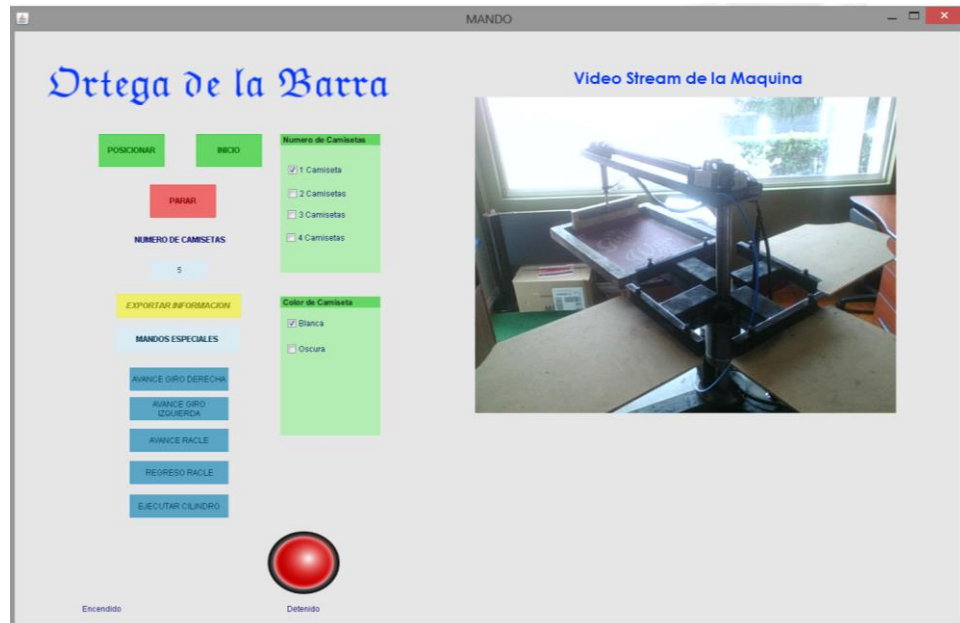 MANDO
Ortega de la Barra
Video Stream de la Maquina
POSICIONAR
INICIO
PARAR
NUMERO DE CAMISETAS
5
EXPORTAR INFORMACION
MANDOS ESPECIALES
AVANCE GIRO DERECHA
AVANCE GIRO
IZQUIERDA
AVANCE RACLE
REGRESO RACLE
EJECUTAR CILINDRO
Numero de Camisetas
1 Camiseta
2 Camisetas
3 Camisetas
4 Camisetas
Color de Camiseta
Blanca
Oscura
Encendido
Detenido